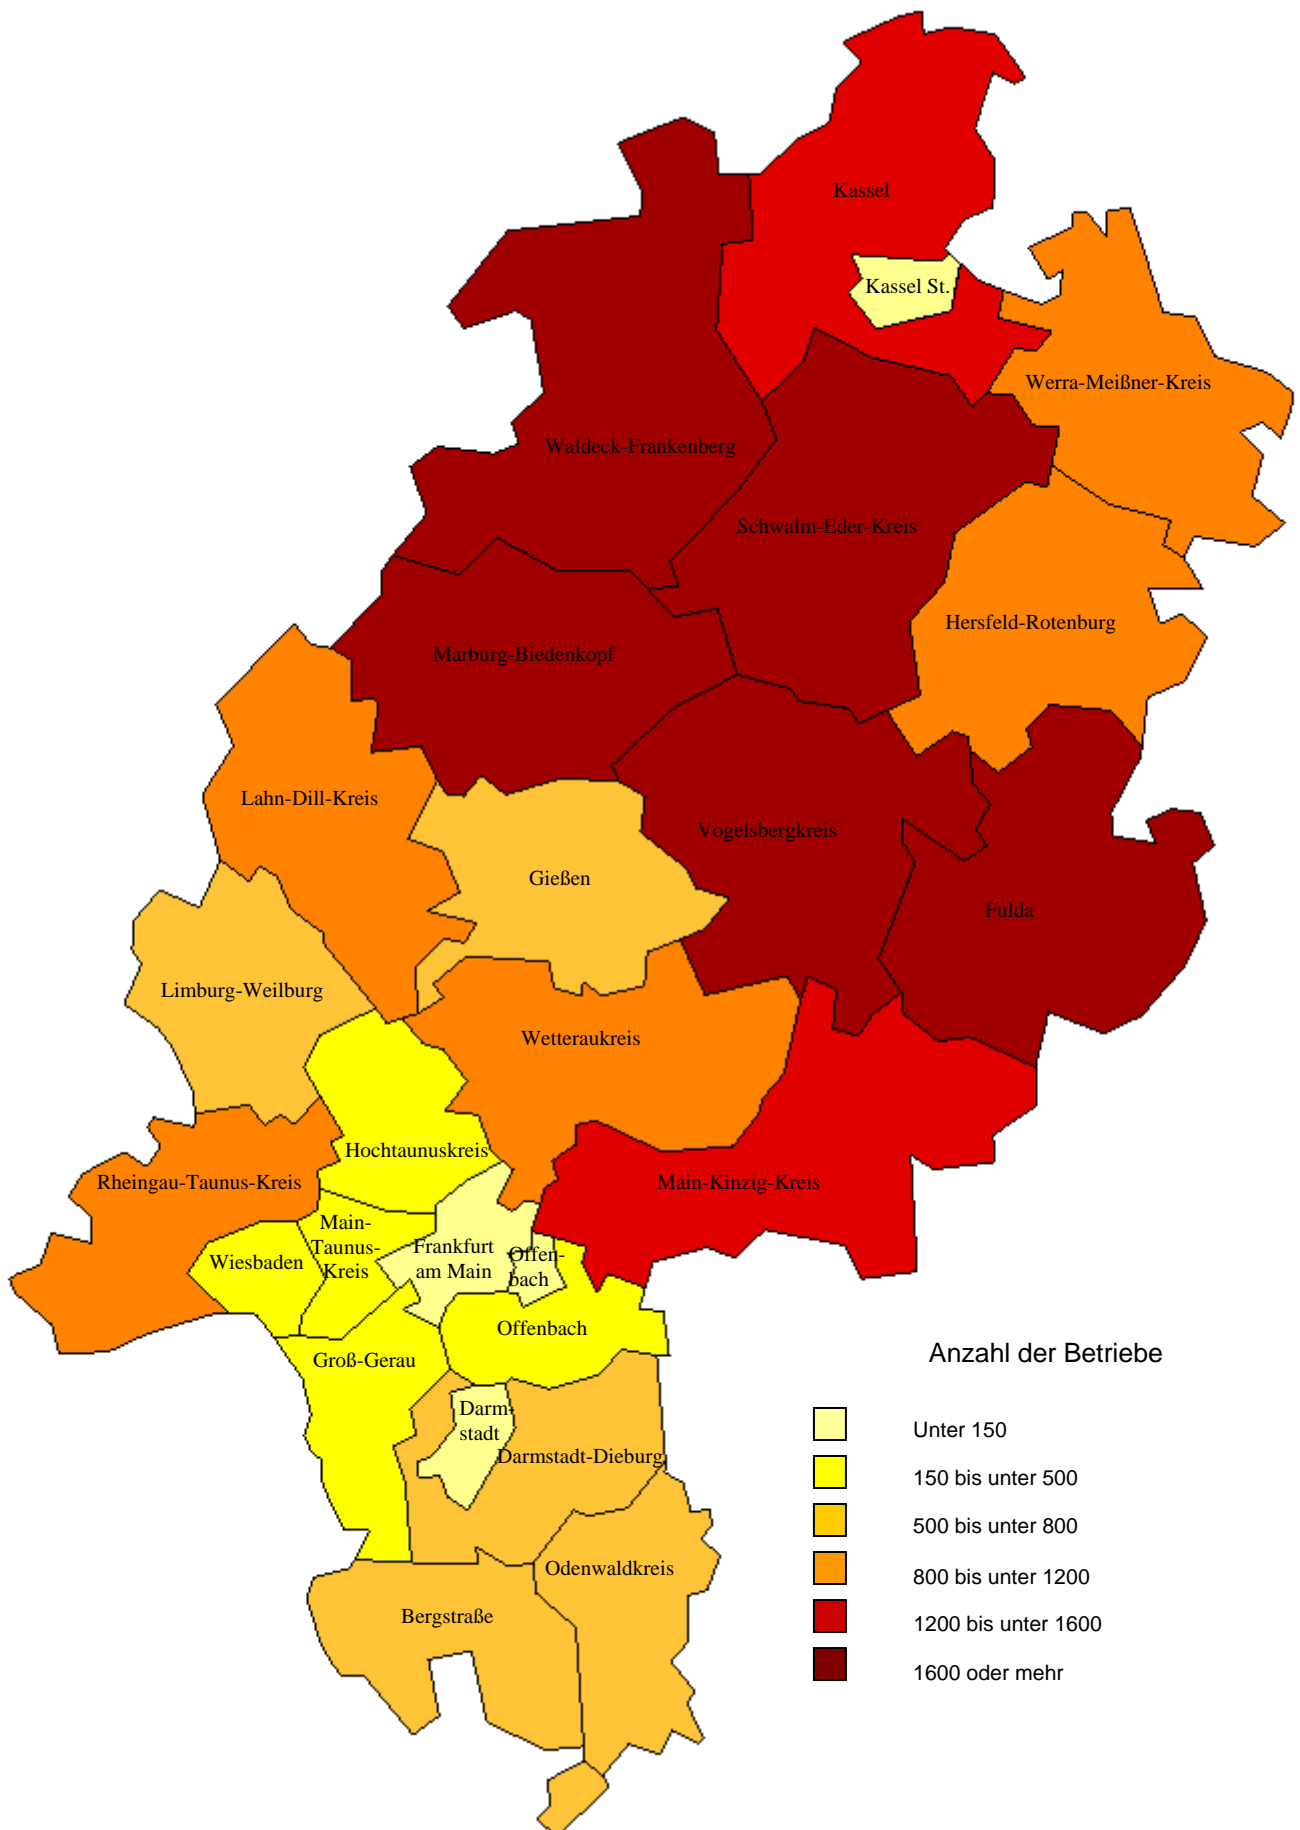 Kassel
Kassel St.
Werra-Meißner-Kreis
Waldeck-Frankenberg
Schwalm-Eder-Kreis
Hersfeld-Rotenburg
Marburg-Biedenkopf
Lahn-Dill-Kreis
Vogelsbergkreis
Gießen
Fulda
Limburg-Weilburg
Wetteraukreis
Hochtaunuskreis
Rheingau-Taunus-Kreis
Main-Kinzig-Kreis
Main-
Taunus-
Kreis
Wiesbaden
Frankfurt
am Main
Offen-
bach
Offenbach
Groß-Gerau
Darm-
stadt
Darmstadt-Dieburg
Odenwaldkreis
Bergstraße
Anzahl der Betriebe
Unter 150
150 bis unter 500
500 bis unter 800
800 bis unter 1200
1200 bis unter 1600
1600 oder mehr